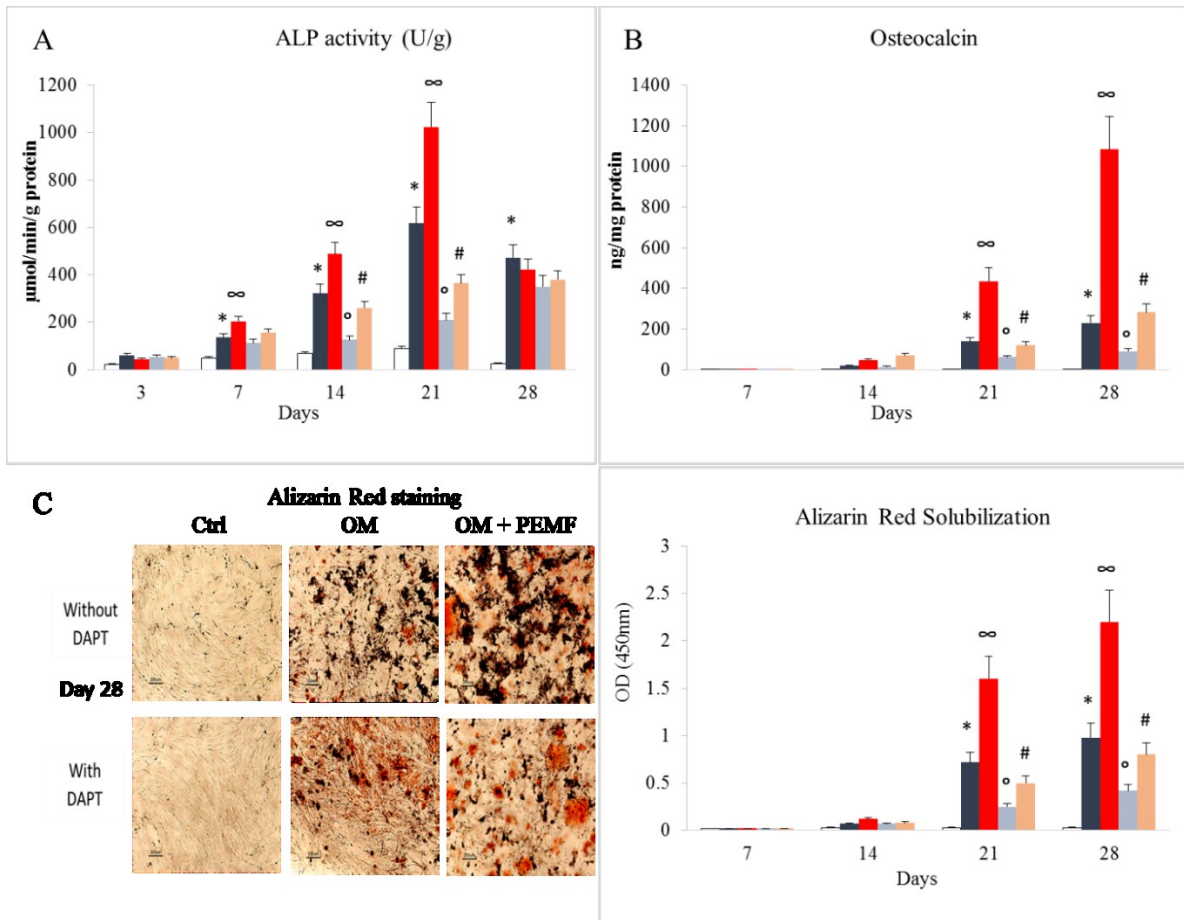 A
ALP activity (U/g)
∞
1200
1000
800
600
400
200
0
µmol/min/g protein
* ∞
* ∞ ° #
* ° #
*
3 7 14 21 28
Days
B
Osteocalcin
1400
1200
1000
800
600
400
200
0
ng/mg protein
* ∞ ° #
* ∞ ° #
7 14 21 28
Days
C
Alizarin Red staining
Ctrl OM OM + PEMF
Without
DAPT
Day 28
With
DAPT
Alizarin Red Solubilization
3
2.5
2
1.5
1
0.5
0
OD (450nm)
* ∞ ° #
* ∞ ° #
7 14 21 28
Days